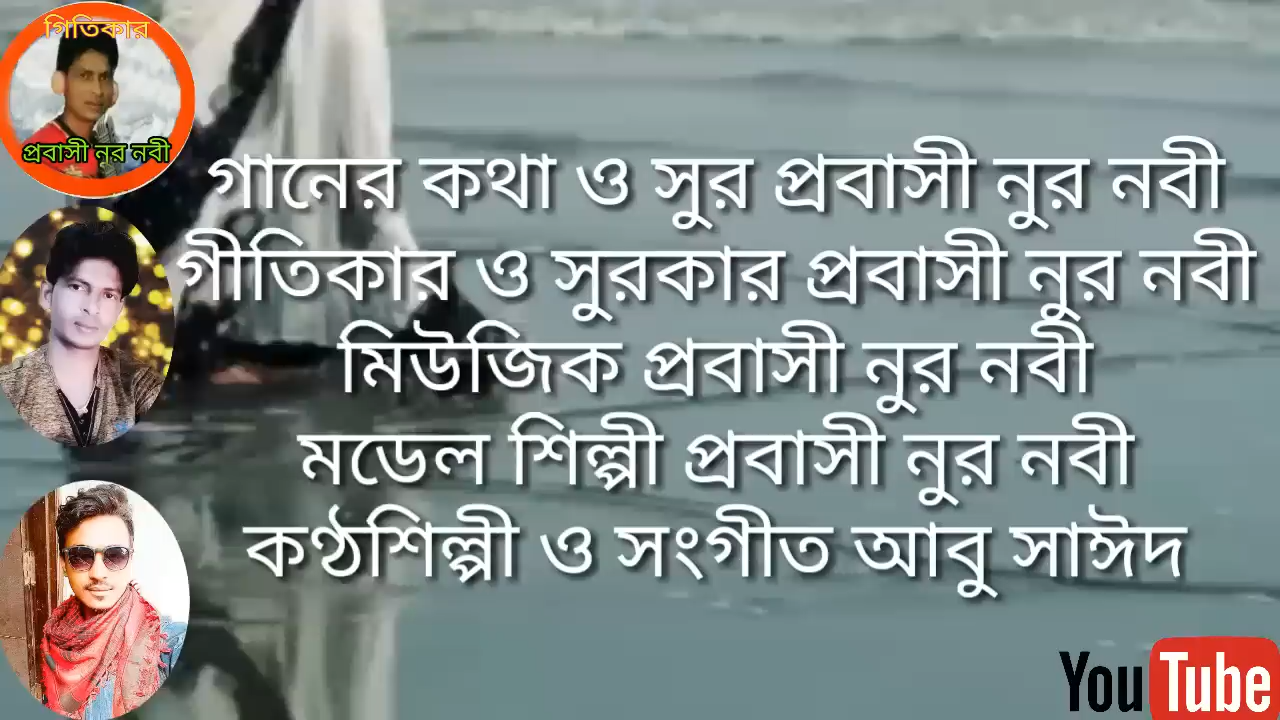 গিতিকার
প্রবাসী নুর নবী
গানের কথা ও সুর প্রবাসী নুর নবী
গীতিকার ও সুরকার প্রবাসী নুর নবী
মিউজিক প্রবাসী নুর নবী
মডেল শিল্পী প্রবাসী নুর নবী
কণ্ঠশিল্পী ও সংগীত আবু সাঈদ
YouTube